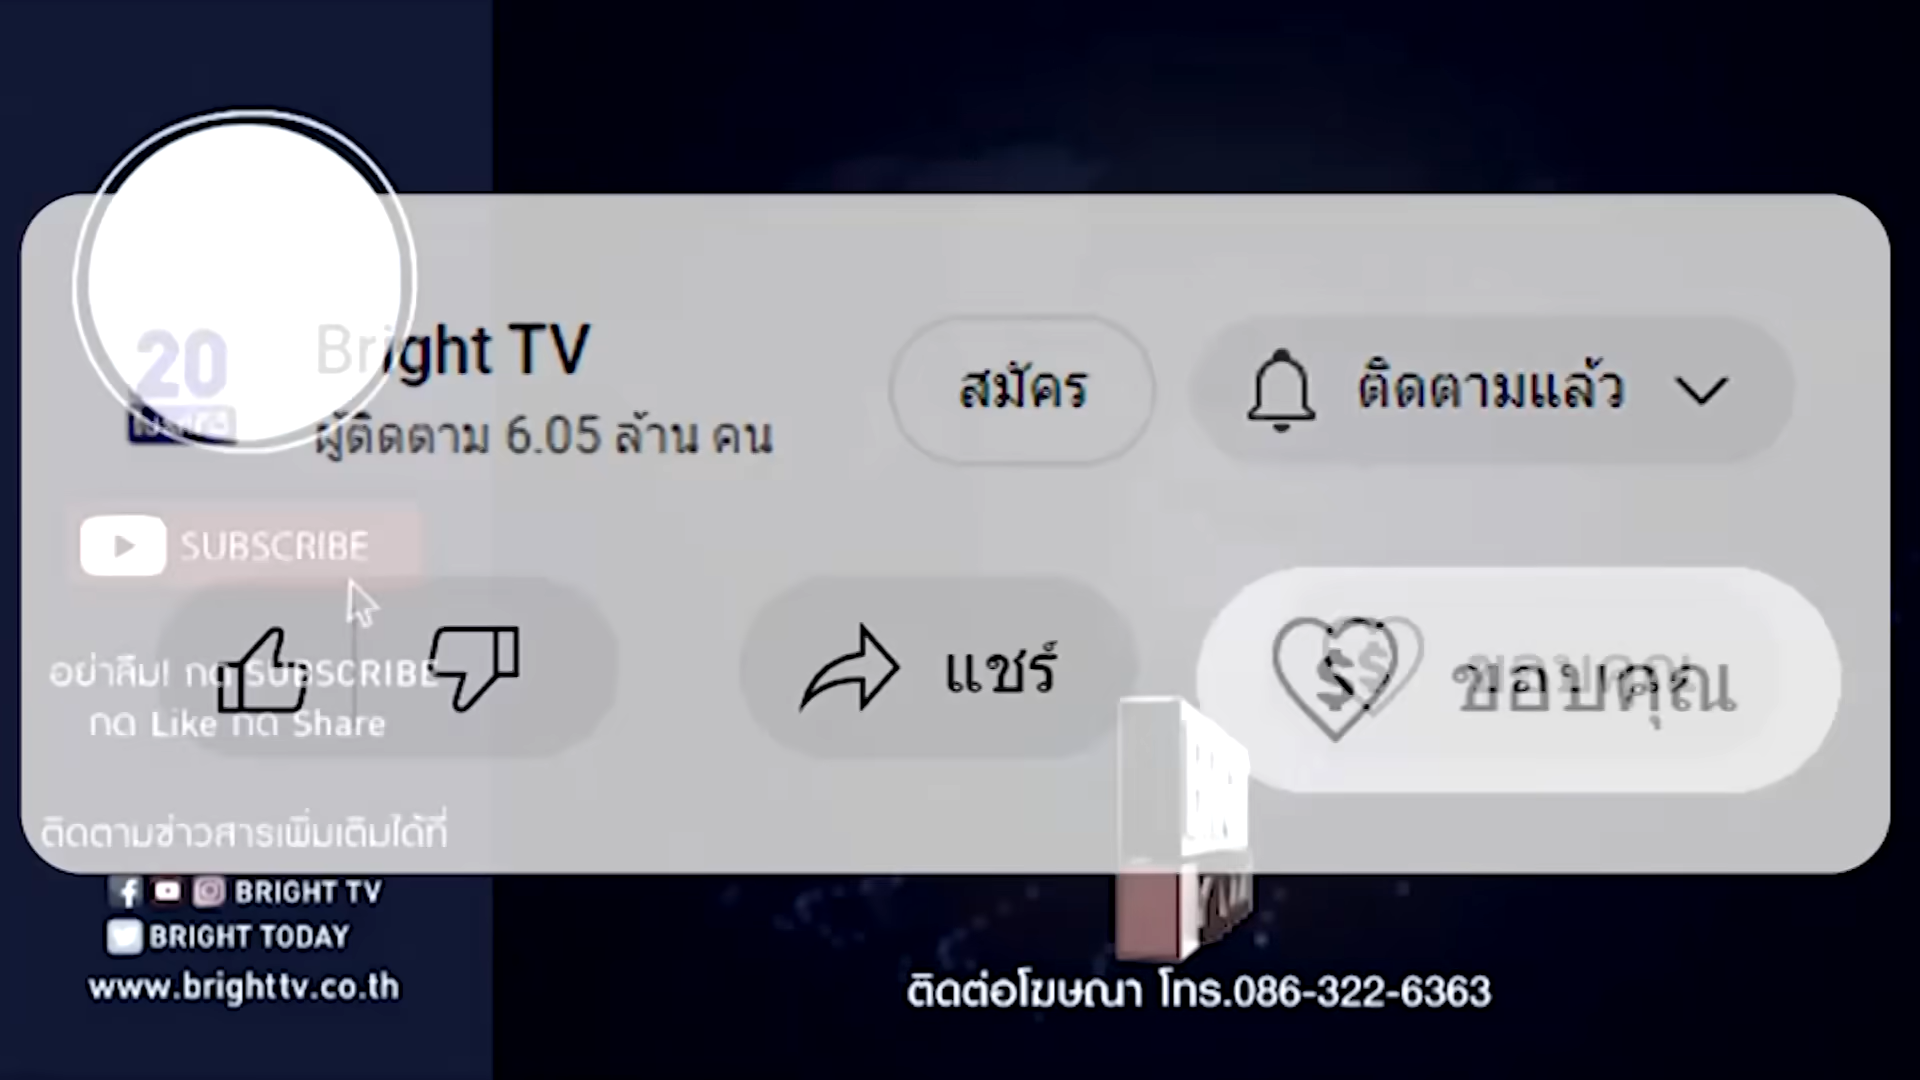 20
Bright TV
ผู้ติดตาม 6.05 ล้าน คน
สมัคร
ติดตามแล้ว
SUBSCRIBE
อย่าลืม! กด SUBSCRIBE
กด Like กด Share
แชร์
ขอบคุณ
ติดตามข่าวสารเพิ่มเติมได้ที่
BRIGHT TV
BRIGHT TODAY
www.brighttv.co.th
ติดต่อโฆษณา โทร.086-322-6363